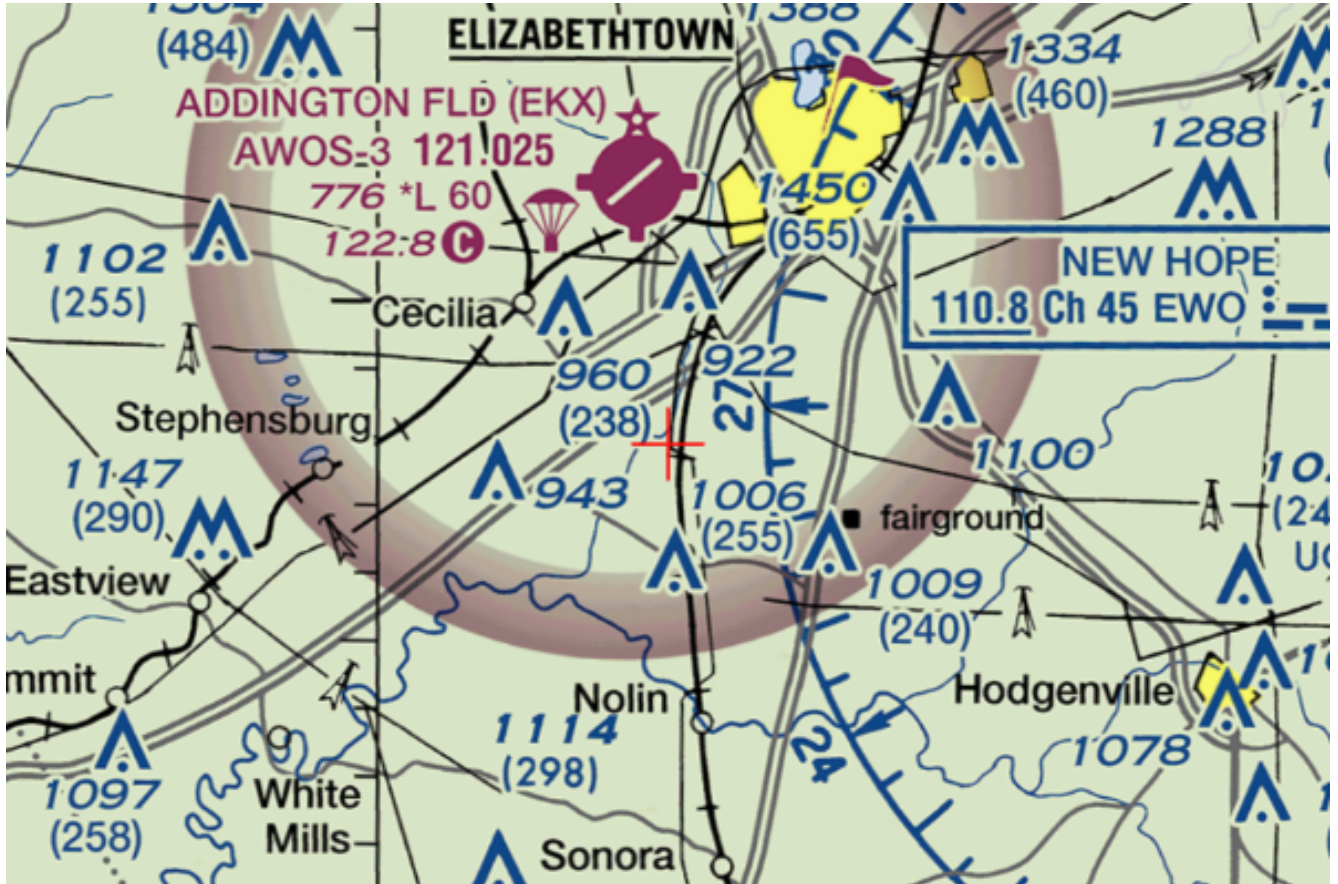 1388
ELIZABETHTOWN
(484)
1334
(460)
ADDINGTON FLD (EKX)
AWOS-3 121.025
776 *L 60
122.8 C
1288
1450
(655)
1102
(255)
NEW HOPE
110.8 Ch 45 EWO
Cecilia
960
(238)
922
27
Stephensburg
1147
(290)
943
1100
1006
(255)
fairground
Eastview
1009
(240)
Nolin
Hodgenville
1114
(298)
24
1078
1097
(258)
White
Mills
Sonora